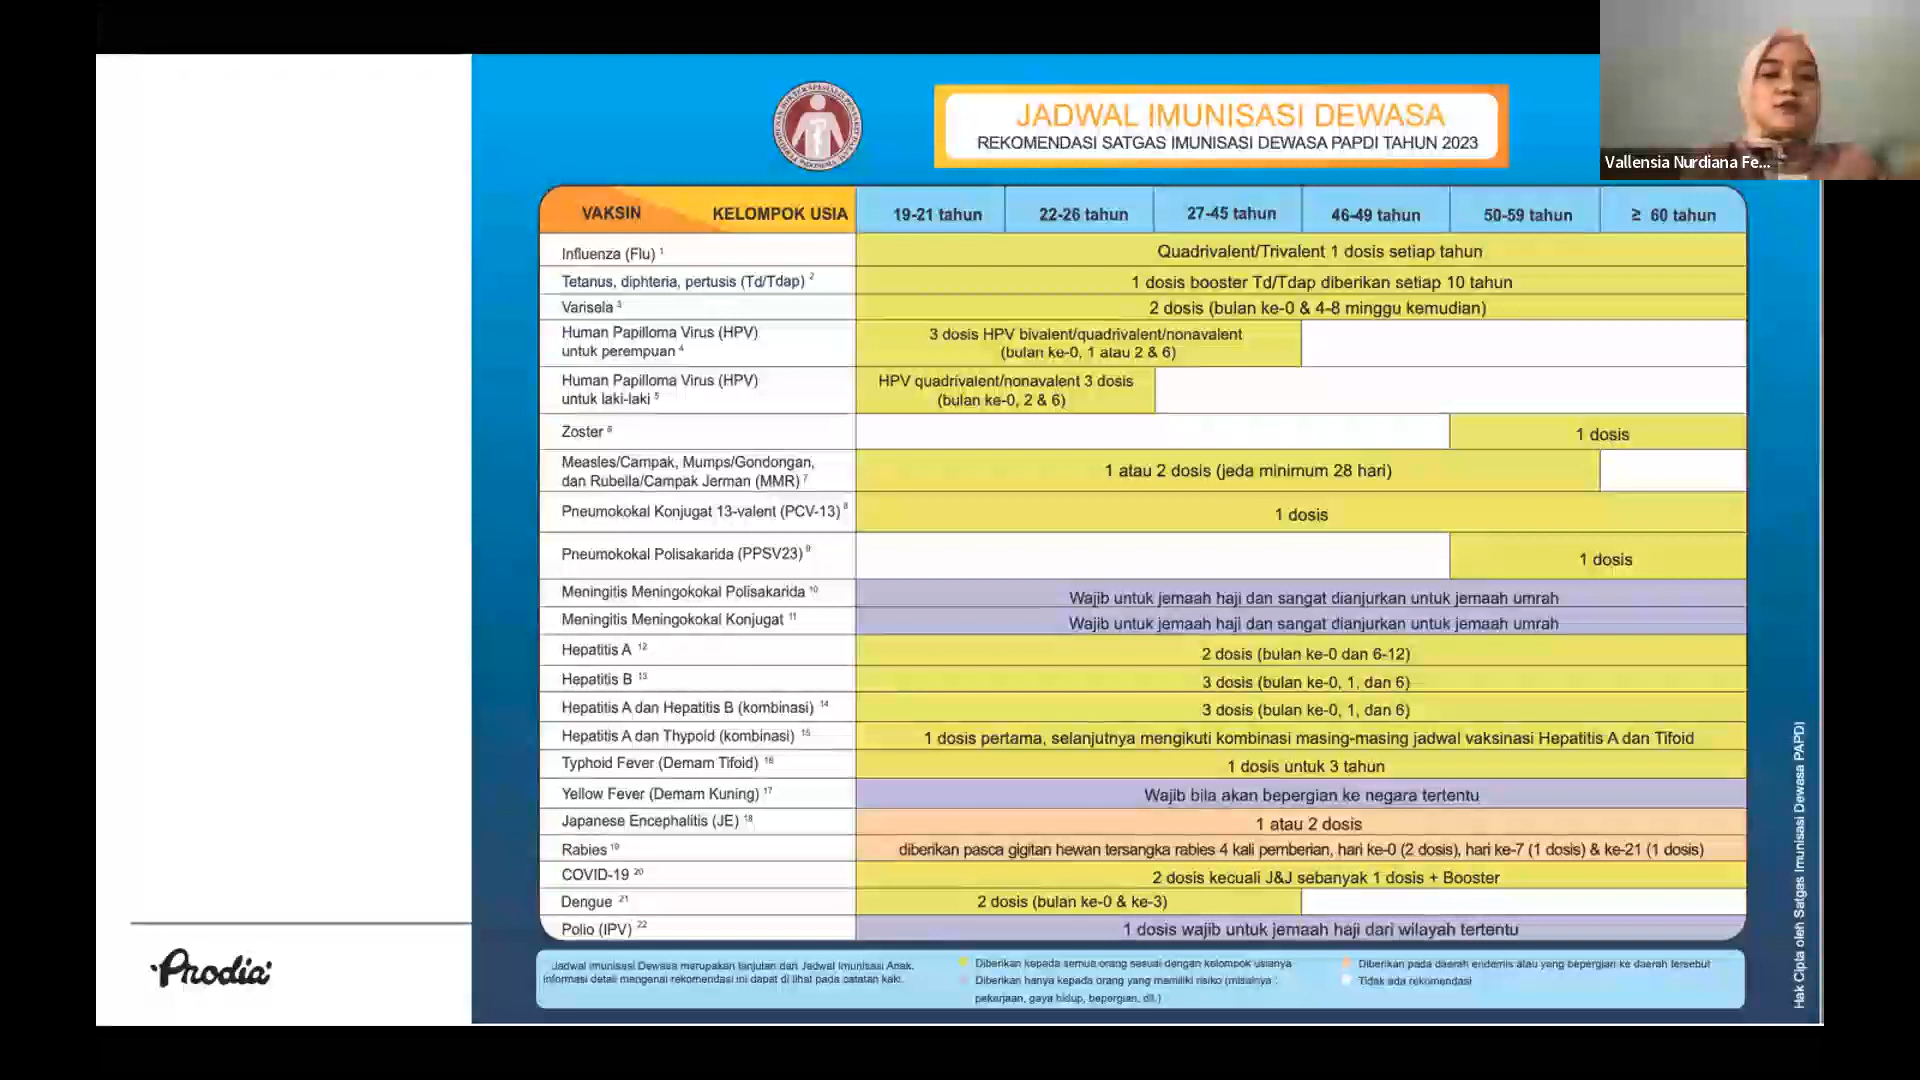 Vallensia Nurdiana Fe...
JADWAL IMUNISASI DEWASA
REKOMENDASI SATGAS IMUNISASI DEWASA PAPDI TAHUN 2023
VAKSIN KELOMPOK USIA 19-21 tahun 22-26 tahun 27-45 tahun 46-49 tahun 50-59 tahun ≥ 60 tahun
Influenza (Flu) 1 Quadrivalent/Trivalent 1 dosis setiap tahun
Tetanus, diphteria, pertusis (Td/Tdap) 2 1 dosis booster Td/Tdap diberikan setiap 10 tahun
Varisela 3 2 dosis (bulan ke-0 & 4-8 minggu kemudian)
Human Papilloma Virus (HPV)
untuk perempuan 4
3 dosis HPV bivalent/quadrivalent/nonavalent
(bulan ke-0, 1 atau 2 & 6)
Human Papilloma Virus (HPV)
untuk laki-laki 5
HPV quadrivalent/nonavalent 3 dosis
(bulan ke-0, 2 & 6)
Zoster 6 1 dosis
Measles/Campak, Mumps/Gondongan,
dan Rubella/Campak Jerman (MMR) 7
1 atau 2 dosis (jeda minimum 28 hari)
Pneumokokal Konjugat 13-valent (PCV-13) 8 1 dosis
Pneumokokal Polisakarida (PPSV23) 9 1 dosis
Meningitis Meningokokal Polisakarida 10 Wajib untuk jemaah haji dan sangat dianjurkan untuk jemaah umrah
Meningitis Meningokokal Konjugat 11 Wajib untuk jemaah haji dan sangat dianjurkan untuk jemaah umrah
Hepatitis A 12 2 dosis (bulan ke-0 dan 6-12)
Hepatitis B 13 3 dosis (bulan ke-0, 1, dan 6)
Hepatitis A dan Hepatitis B (kombinasi) 14 3 dosis (bulan ke-0, 1, dan 6)
Hepatitis A dan Thypoid (kombinasi) 15 1 dosis pertama, selanjutnya mengikuti kombinasi masing-masing jadwal vaksinasi Hepatitis A dan Tifoid
Typhoid Fever (Demam Tifoid) 16 1 dosis untuk 3 tahun
Yellow Fever (Demam Kuning) 17 Wajib bila akan bepergian ke negara tertentu
Japanese Encephalitis (JE) 18 1 atau 2 dosis
Rabies 19 diberikan pasca gigitan hewan tersangka rabies 4 kali pemberian, hari ke-0 (2 dosis), hari ke-7 (1 dosis) & ke-21 (1 dosis)
COVID-19 20 2 dosis kecuali J&J sebanyak 1 dosis + Booster
Dengue 21 2 dosis (bulan ke-0 & ke-3)
Polio (IPV) 22 1 dosis wajib untuk jemaah haji dari wilayah tertentu
Jadwal Imunisasi Dewasa merupakan lanjutan dari Jadwal Imunisasi Anak.
Informasi detail mengenai rekomendasi ini dapat di lihat pada catatan kaki.
Diberikan kepada semua orang sesuai dengan kelompok usianya
Diberikan hanya kepada orang yang memiliki risiko (misalnya :
pekerjaan, gaya hidup, bepergian, dll.)
Diberikan pada daerah endemis atau yang bepergian ke daerah tersebut
Tidak ada rekomendasi
Hak Cipta oleh Satgas Imunisasi Dewasa PAPDI
Prodia